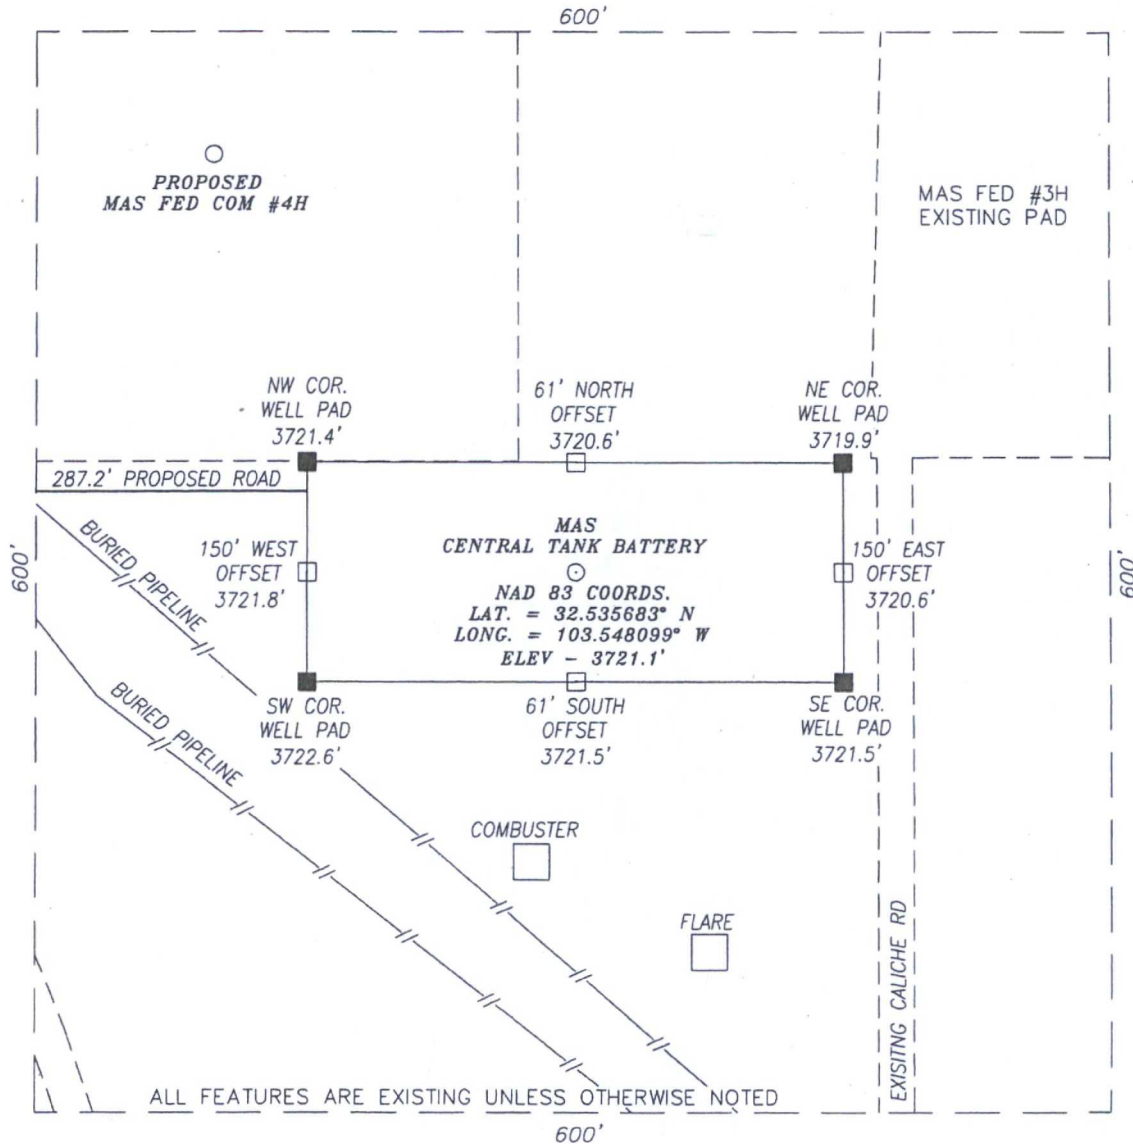 600'
PROPOSED
MAS FED COM #4H
MAS FED #3H
EXISTING PAD
NW COR.
WELL PAD
3721.4'
61' NORTH
OFFSET
3720.6'
NE COR.
WELL PAD
3719.9'
287.2' PROPOSED ROAD
600'
BURIED PIPELINE
150' WEST
OFFSET
3721.8'
MAS
CENTRAL TANK BATTERY
NAD 83 COORDS.
LAT. = 32.535683° N
LONG. = 103.548099° W
ELEV - 3721.1'
150' EAST
OFFSET
3720.6'
600'
BURIED PIPELINE
SW COR.
WELL PAD
3722.6'
61' SOUTH
OFFSET
3721.5'
SE COR.
WELL PAD
3721.5'
COMBUSTER
FLARE
EXISITNG CALICHE RD
ALL FEATURES ARE EXISTING UNLESS OTHERWISE NOTED
600'